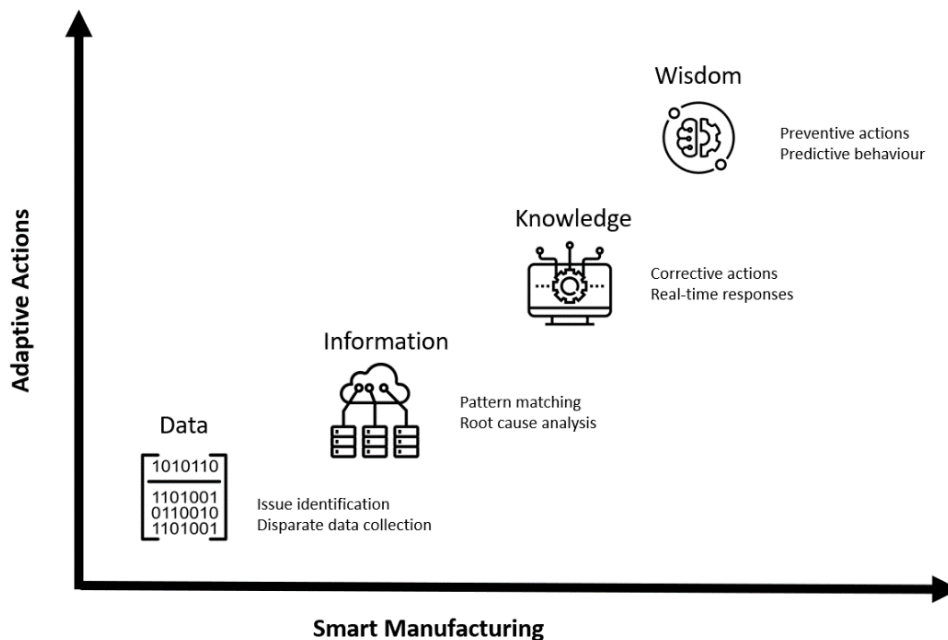 Wisdom
Preventive actions
Predictive behaviour
Knowledge
Corrective actions
Real-time responses
Information
Pattern matching
Root cause analysis
Data
1010110
1101001
0110010
1101001
Issue identification
Disparate data collection
Adaptive Actions
Smart Manufacturing